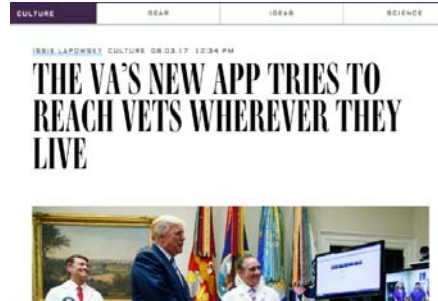 CULTURE GEAR IDEAS SCIENCE
ISSIE LAPOWSKY CULTURE 08.03.17 12:34 PM
THE VA'S NEW APP TRIES TO
REACH VETS WHEREVER THEY
LIVE